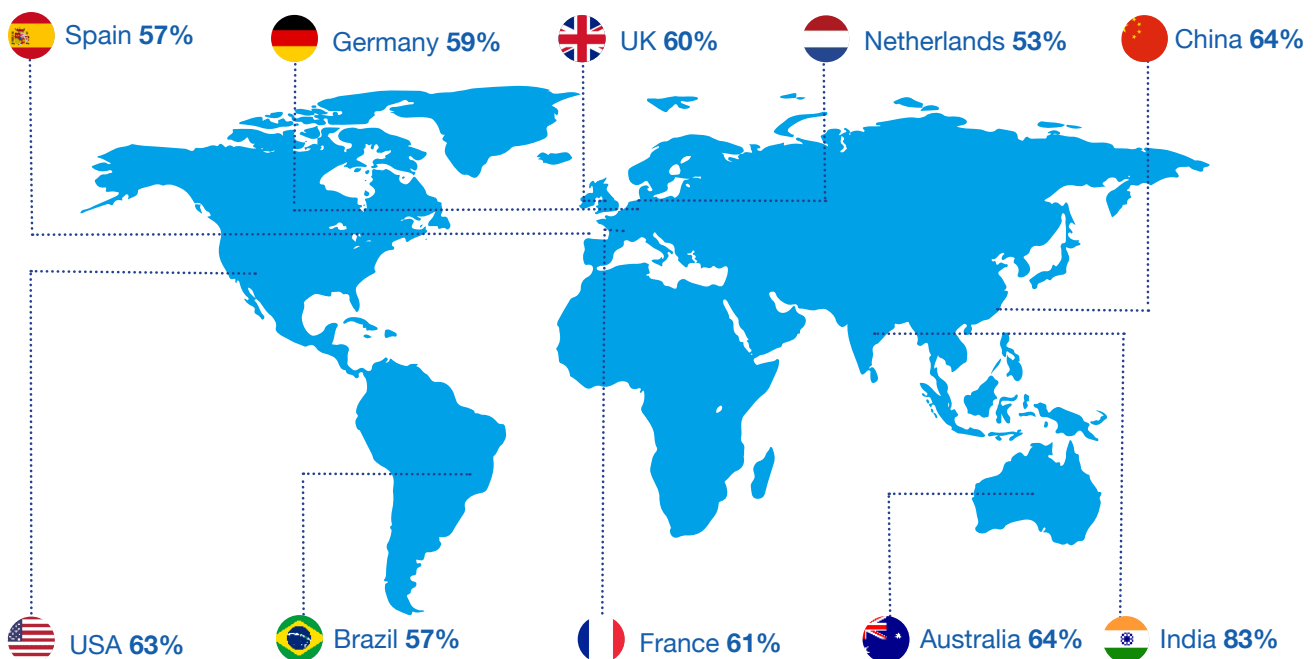 Spain 57%
Germany 59%
UK 60%
Netherlands 53%
China 64%
USA 63%
Brazil 57%
France 61%
Australia 64%
India 83%